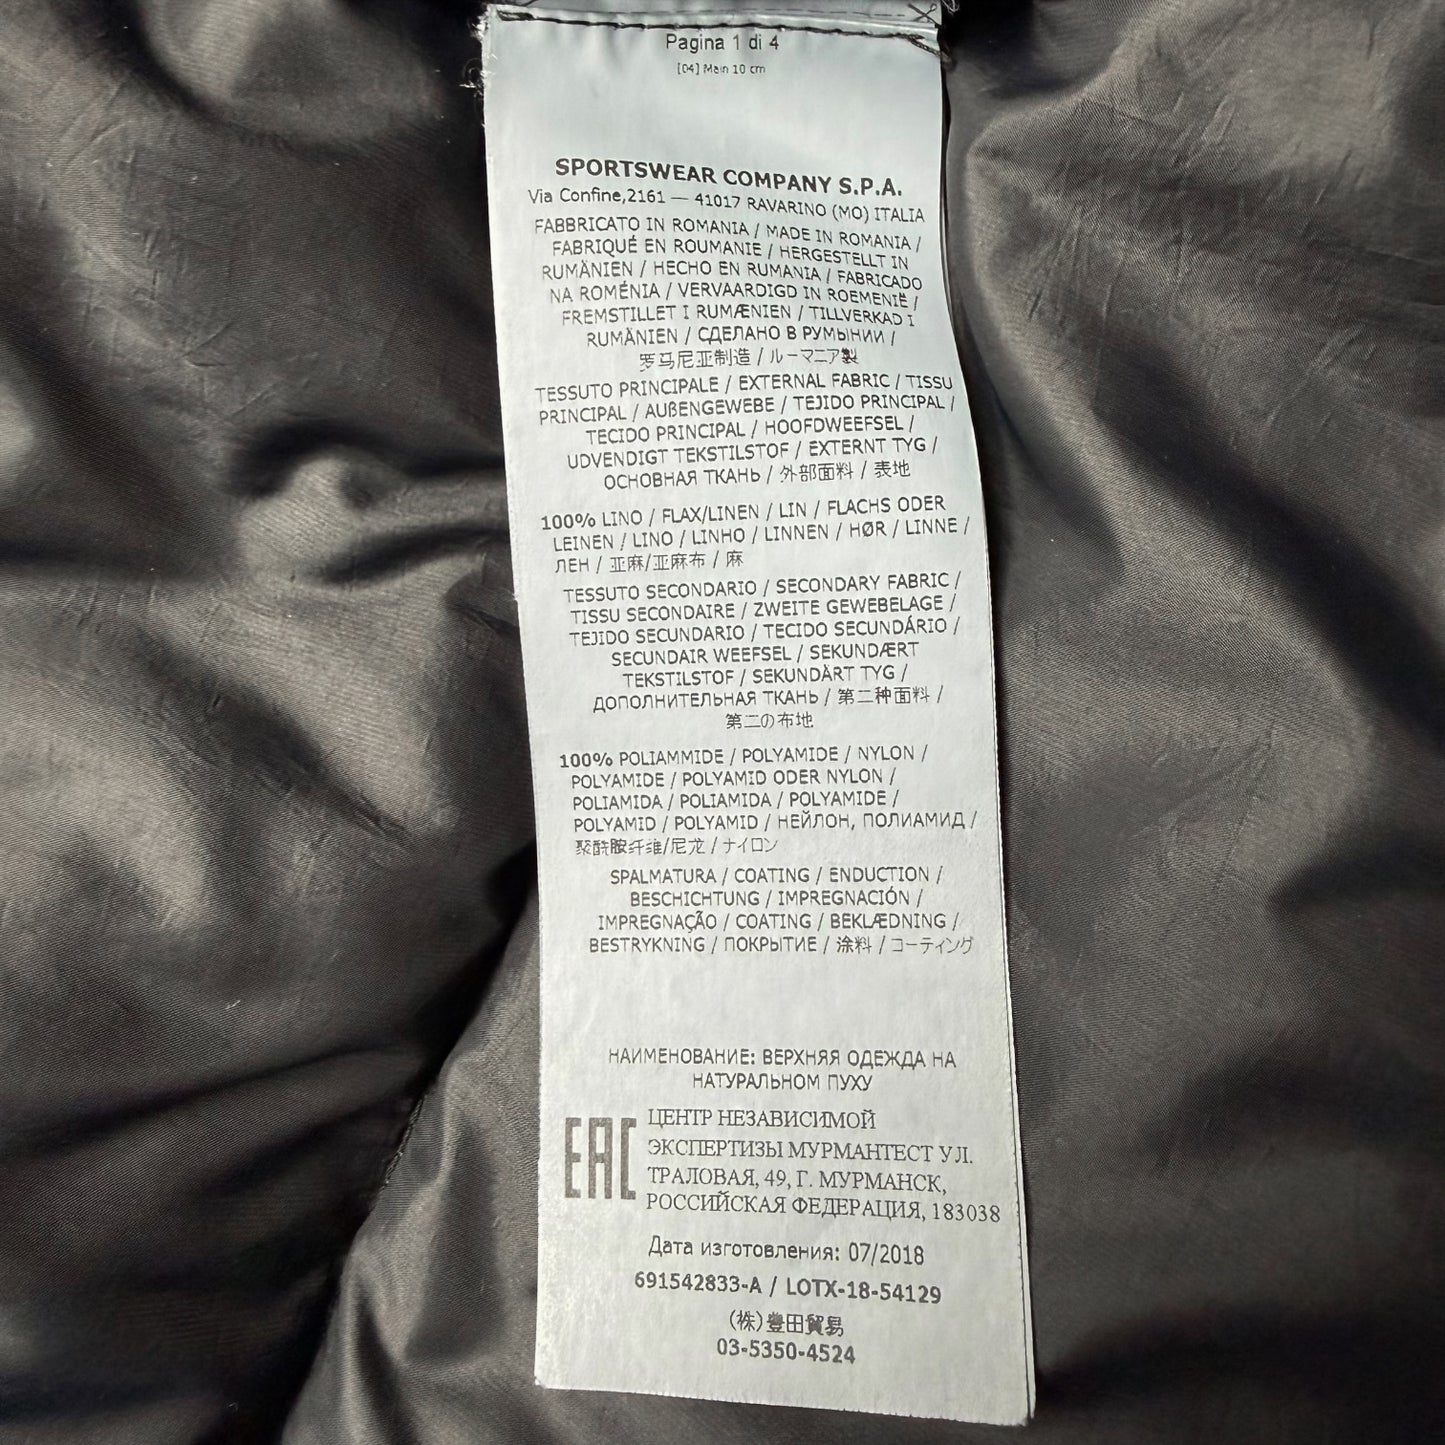 Pagina 1 di 4
[04] Main 10 cm
SPORTSWEAR COMPANY S.P.A.
Via Confine,2161 — 41017 RAVARINO (MO) ITALIA
FABBRICATO IN ROMANIA / MADE IN ROMANIA /
FABRIQUÉ EN ROUMANIE / HERGESTELLT IN
RUMÄNIEN / HECHO EN RUMANIA / FABRICADO
NA ROMÉNIA / VERVAARDIGD IN ROEMENIË /
FREMSTILLET I RUMÆNIEN / TILLVERKAD I
RUMÄNIEN / СДЕЛАНО В РУМЫНИИ /
罗马尼亚制造 / ルーマニア製
TESSUTO PRINCIPALE / EXTERNAL FABRIC / TISSU
PRINCIPAL / AUßENGEWEBE / TEJIDO PRINCIPAL /
TECIDO PRINCIPAL / HOOFDWEEFSEL /
UDVENDIGT TEKSTILSTOF / EXTERNT TYG /
ОСНОВНАЯ ТКАНЬ / 外部面料 / 表地
100% LINO / FLAX/LINEN / LIN / FLACHS ODER
LEINEN / LINO / LINHO / LINNEN / HØR / LINNE /
ЛЕН / 亚麻/亚麻布 / 麻
TESSUTO SECONDARIO / SECONDARY FABRIC /
TISSU SECONDAIRE / ZWEITE GEWEBELAGE /
TEJIDO SECUNDARIO / TECIDO SECUNDÁRIO /
SECUNDAIR WEEFSEL / SEKUNDÆRT
TEKSTILSTOF / SEKUNDÄRT TYG /
ДОПОЛНИТЕЛЬНАЯ ТКАНЬ / 第二种面料 /
第二の布地
100% POLIAMMIDE / POLYAMIDE / NYLON /
POLYAMIDE / POLYAMID ODER NYLON /
POLIAMIDA / POLIAMIDA / POLYAMIDE /
POLYAMID / POLYAMID / НЕЙЛОН, ПОЛИАМИД /
聚酰胺纤维/尼龙 / ナイロン
SPALMATURA / COATING / ENDUCTION /
BESCHICHTUNG / IMPREGNACIÓN /
IMPREGNAÇÃO / COATING / BEKLÆDNING /
BESTRYKNING / ПОКРЫТИЕ / 涂料 / コーティング
НАИМЕНОВАНИЕ: ВЕРХНЯЯ ОДЕЖДА НА
НАТУРАЛЬНОМ ПУХУ
EAC
ЦЕНТР НЕЗАВИСИМОЙ
ЭКСПЕРТИЗЫ МУРМАНТЕСТ УЛ.
ТРАЛОВАЯ, 49, Г. МУРМАНСК,
РОССИЙСКАЯ ФЕДЕРАЦИЯ, 183038
Дата изготовления: 07/2018
691542833-A / LOTX-18-54129
(株)豊田貿易
03-5350-4524